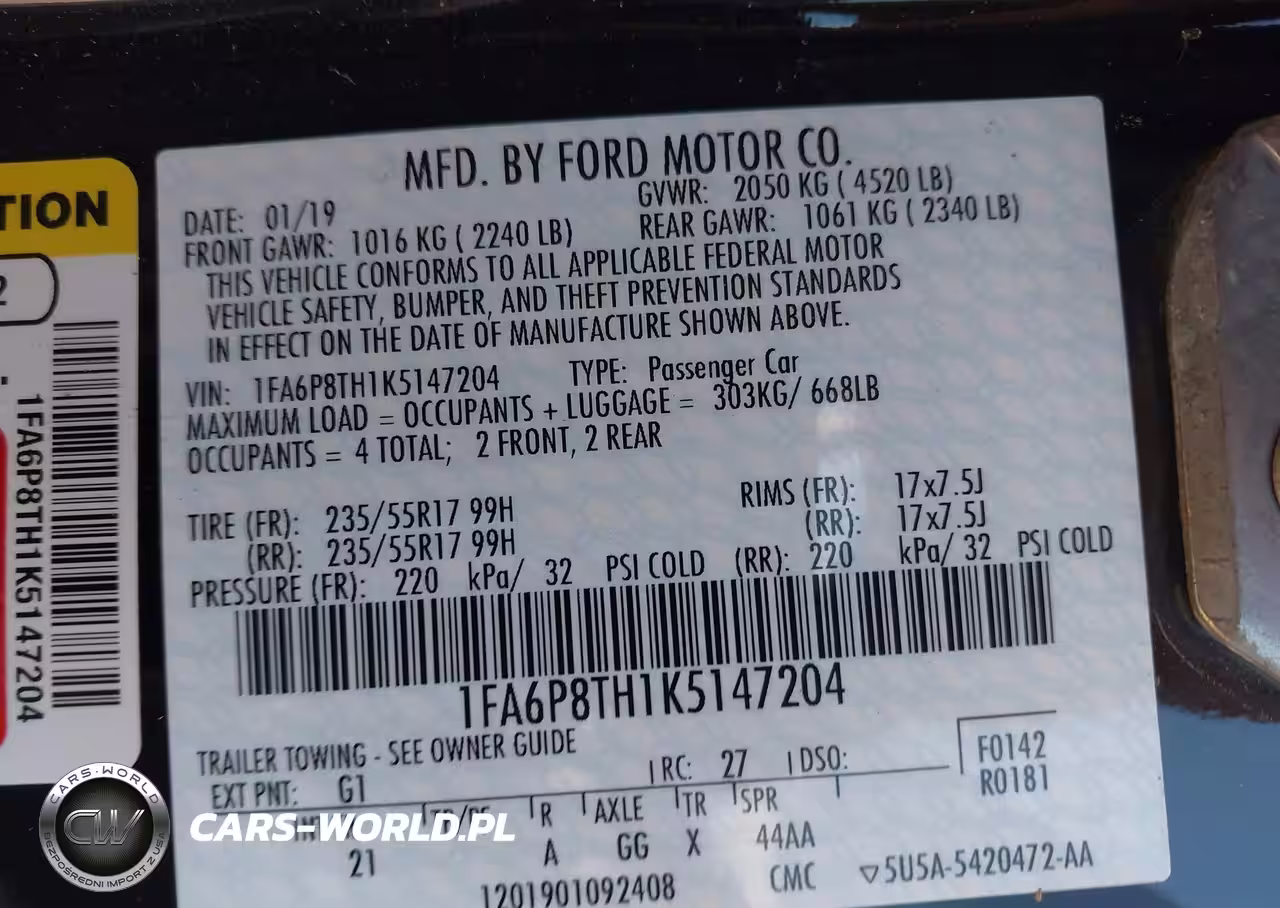 MFD. BY FORD MOTOR CO.
DATE: 01/19 GVWR: 2050 KG ( 4520 LB)
FRONT GAWR: 1016 KG ( 2240 LB) REAR GAWR: 1061 KG ( 2340 LB)
THIS VEHICLE CONFORMS TO ALL APPLICABLE FEDERAL MOTOR
VEHICLE SAFETY, BUMPER, AND THEFT PREVENTION STANDARDS
IN EFFECT ON THE DATE OF MANUFACTURE SHOWN ABOVE.
VIN: 1FA6P8TH1K5147204 TYPE: Passenger Car
MAXIMUM LOAD = OCCUPANTS + LUGGAGE = 303KG/ 668LB
OCCUPANTS = 4 TOTAL; 2 FRONT, 2 REAR
TIRE (FR): 235/55R17 99H RIMS (FR): 17x7.5J
(RR): 235/55R17 99H (RR): 17x7.5J
PRESSURE (FR): 220 kPa/ 32 PSI COLD (RR): 220 kPa/ 32 PSI COLD
1FA6P8TH1K5147204
TRAILER TOWING - SEE OWNER GUIDE
EXT PNT: G1 RC: 27 DSO: F0142
R0181
R AXLE TR SPR
21 A GG X 44AA
1201901092408 CMC ▽5U5A-5420472-AA
TION
2
1FA6P8TH1K5147204
CARS-WORLD
CW
BEZPOŚREDNI IMPORT Z USA
CARS-WORLD.PL